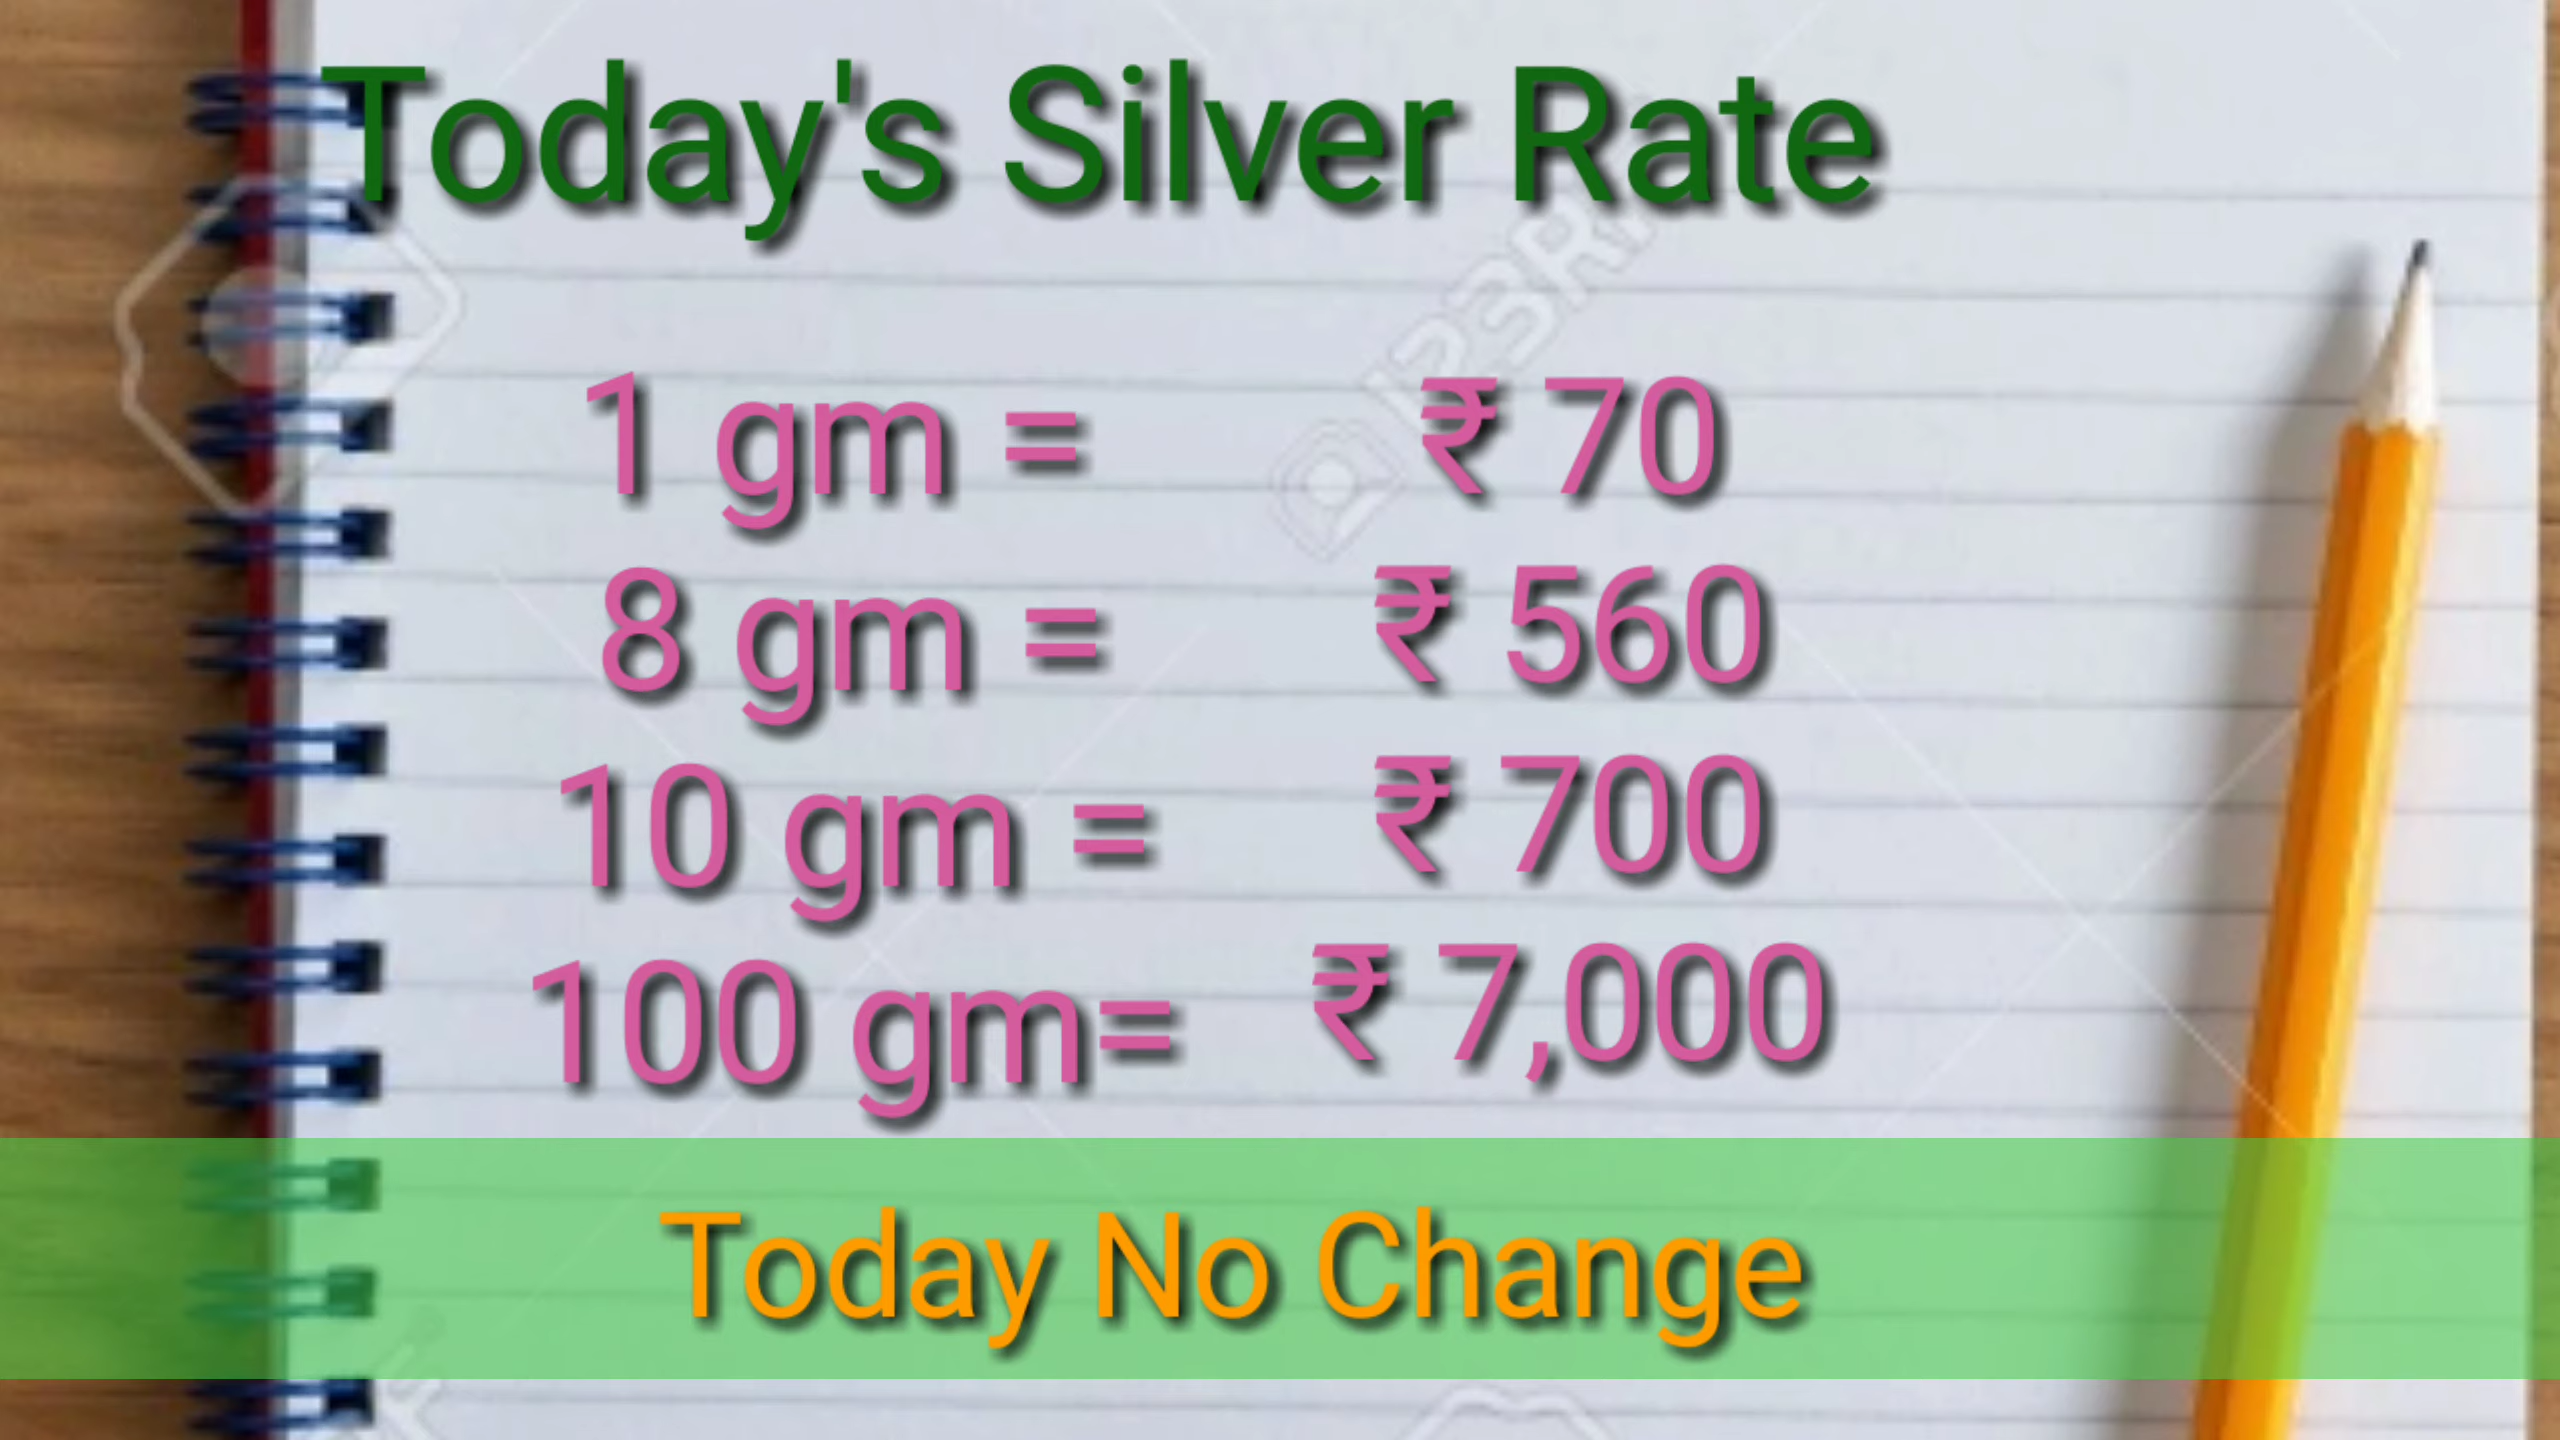 Today's Silver Rate
1 gm = ₹ 70
8 gm = ₹ 560
10 gm = ₹ 700
100 gm= ₹ 7,000
Today No Change